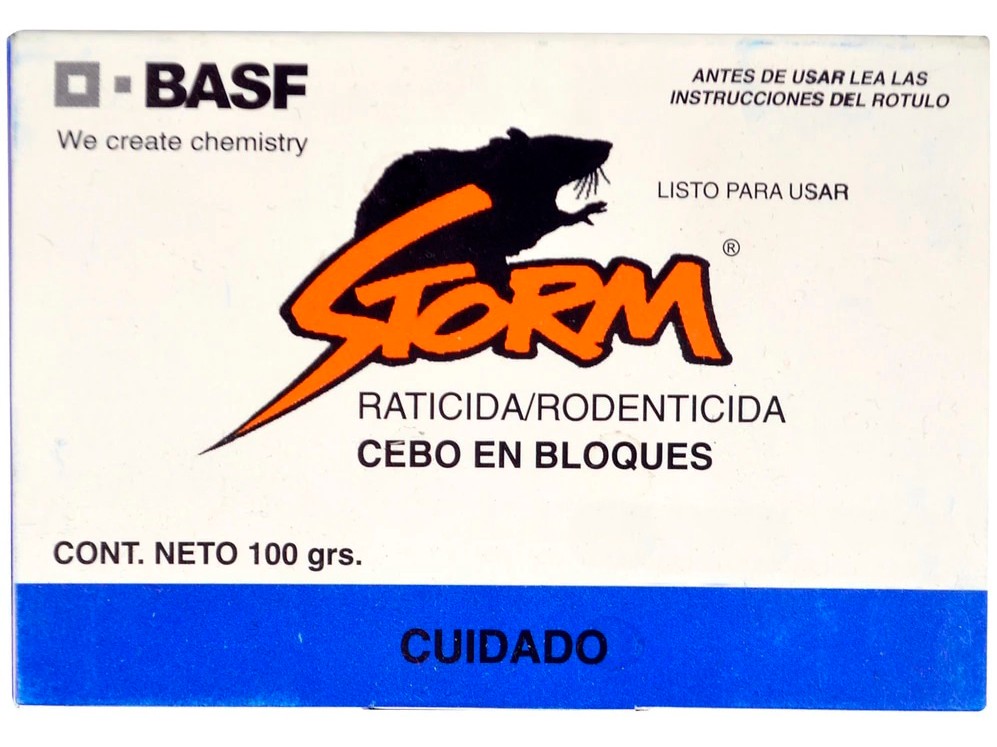 BASF
We create chemistry
ANTES DE USAR LEA LAS
INSTRUCCIONES DEL ROTULO
LISTO PARA USAR
STORM®
RATICIDA/RODENTICIDA
CEBO EN BLOQUES
CONT. NETO 100 grs.
CUIDADO